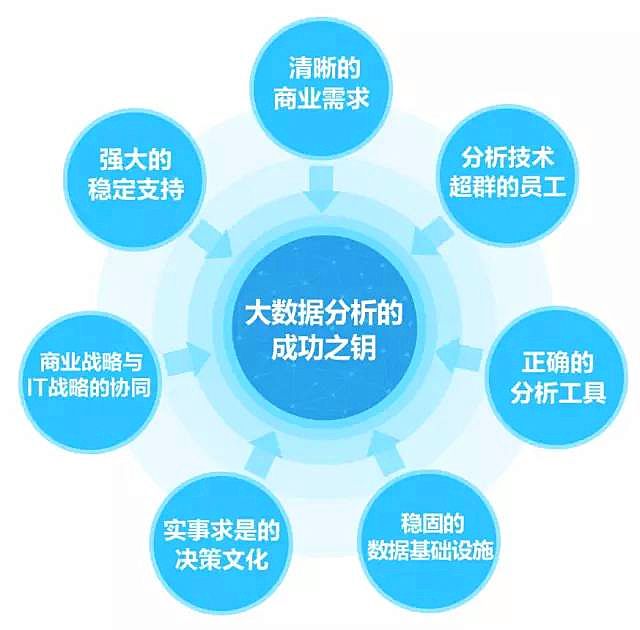 清晰的
商业需求
分析技术
超群的员工
正确的
分析工具
稳固的
数据基础设施
实事求是的
决策文化
商业战略与
IT战略的协同
强大的
稳定支持
大数据分析的
成功之钥